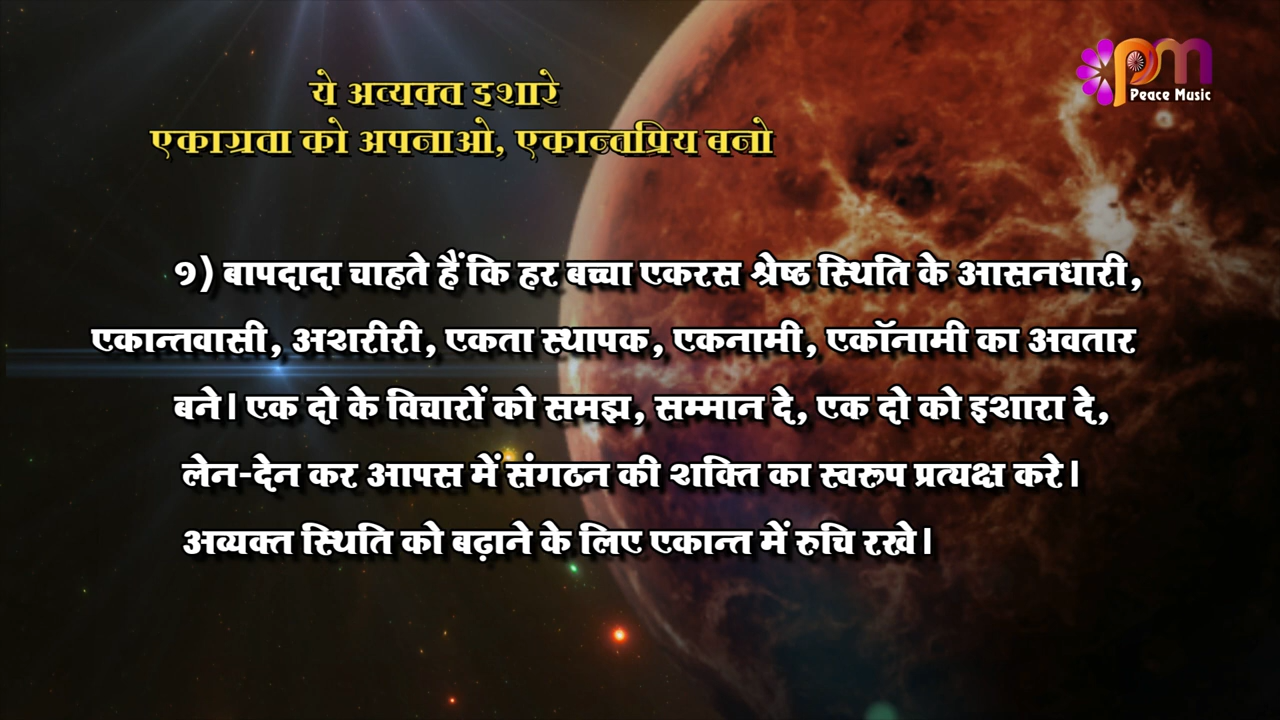 ये अव्यक्त इशारे
एकाग्रता को अपनाओ, एकान्तप्रिय बनो
pm
Peace Music
१) बापदादा चाहते हैं कि हर बच्चा एकरस श्रेष्ठ स्थिति के आसनधारी,
एकान्तवासी, अशरीरी, एकता स्थापक, एकनामी, एकॉनामी का अवतार
बने। एक दो के विचारों को समझ, सम्मान दे, एक दो को इशारा दे,
लेन-देन कर आपस में संगठन की शक्ति का स्वरूप प्रत्यक्ष करे।
अव्यक्त स्थिति को बढ़ाने के लिए एकान्त में रुचि रखे।